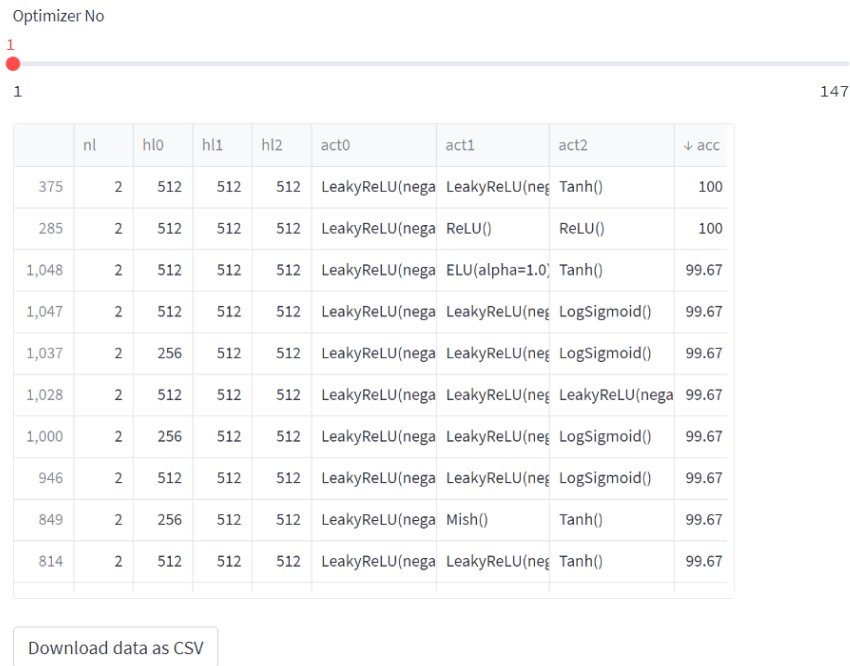 Optimizer No
1
1 147
nl hl0 hl1 hl2 act0 act1 act2 ↓ acc
375 2 512 512 512 LeakyReLU(nega LeakyReLU(neg Tanh() 100
285 2 512 512 512 LeakyReLU(nega ReLU() ReLU() 100
1,048 2 512 512 512 LeakyReLU(nega ELU(alpha=1.0) Tanh() 99.67
1,047 2 512 512 512 LeakyReLU(nega LeakyReLU(neg LogSigmoid() 99.67
1,037 2 256 512 512 LeakyReLU(nega LeakyReLU(neg LogSigmoid() 99.67
1,028 2 512 512 512 LeakyReLU(nega LeakyReLU(neg LeakyReLU(nega 99.67
1,000 2 256 512 512 LeakyReLU(nega LeakyReLU(neg LogSigmoid() 99.67
946 2 512 512 512 LeakyReLU(nega LeakyReLU(neg LogSigmoid() 99.67
849 2 256 512 512 LeakyReLU(nega Mish() Tanh() 99.67
814 2 512 512 512 LeakyReLU(nega LeakyReLU(neg Tanh() 99.67
Download data as CSV